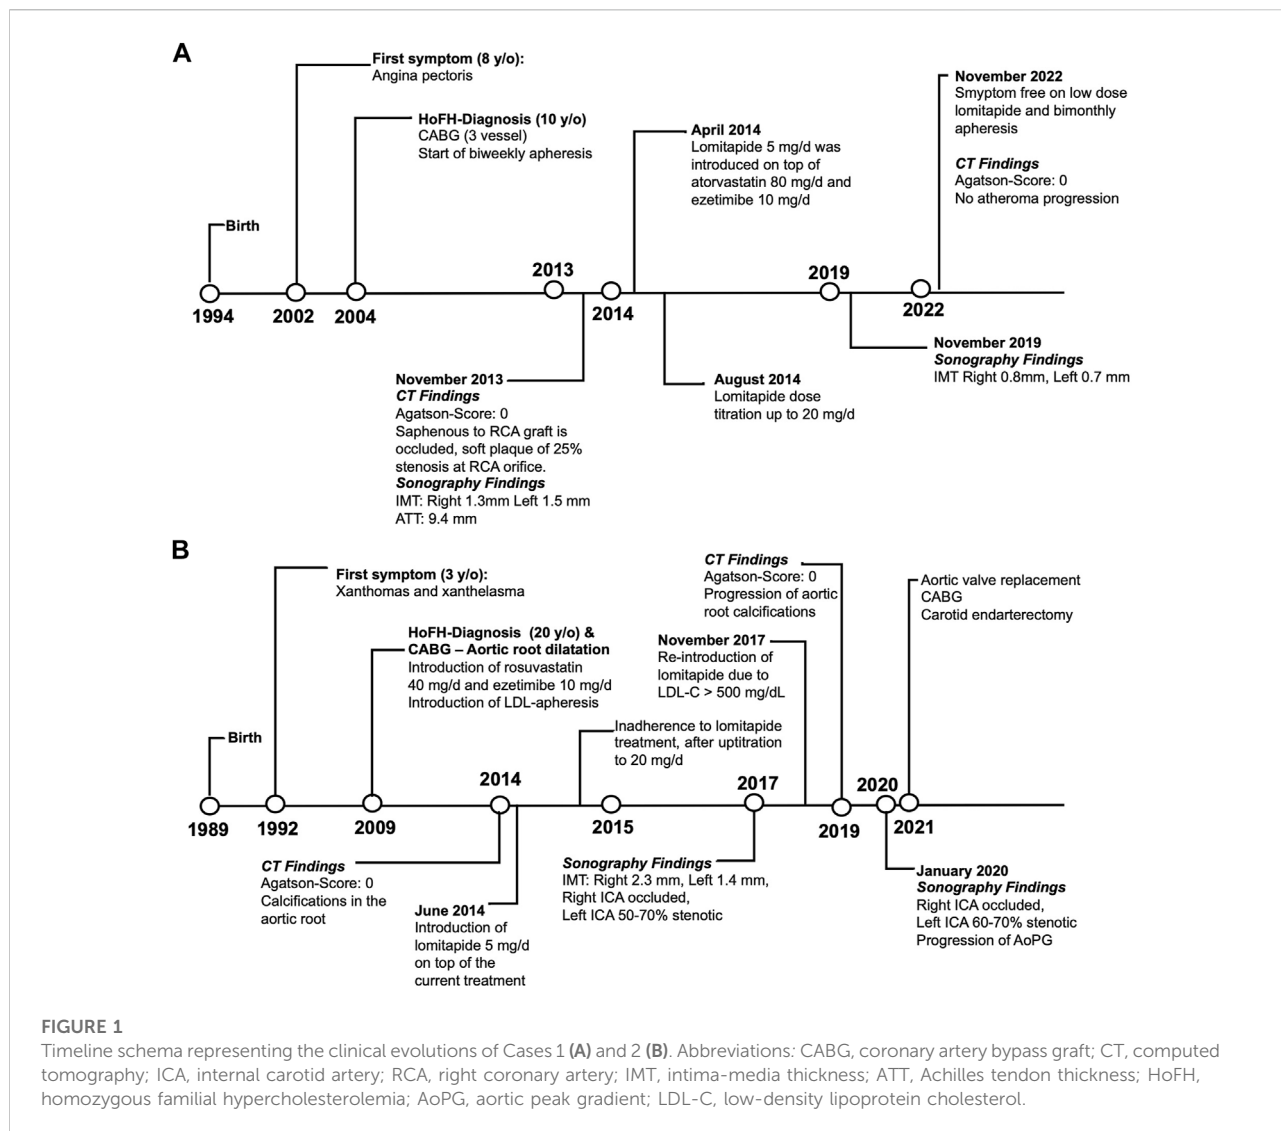 A
First symptom (8 y/o):
Angina pectoris
HoFH-Diagnosis (10 y/o)
CABG (3 vessel)
Start of biweekly apheresis
April 2014
Lomitapide 5 mg/d was
introduced on top of
atorvastatin 80 mg/d and
ezetimibe 10 mg/d
November 2022
Smyptom free on low dose
lomitapide and bimonthly
apheresis
CT Findings
Agatson-Score: 0
No atheroma progression
Birth
1994
2002
2004
2013
2014
2019
2022
November 2013
CT Findings
Agatson-Score: 0
Saphenous to RCA graft is
occluded, soft plaque of 25%
stenosis at RCA orifice.
Sonography Findings
IMT: Right 1.3mm Left 1.5 mm
ATT: 9.4 mm
August 2014
Lomitapide dose
titration up to 20 mg/d
November 2019
Sonography Findings
IMT Right 0.8mm, Left 0.7 mm
B
First symptom (3 y/o):
Xanthomas and xanthelasma
HoFH-Diagnosis (20 y/o) &
CABG – Aortic root dilatation
Introduction of rosuvastatin
40 mg/d and ezetimibe 10 mg/d
Introduction of LDL-apheresis
Inadherence to lomitapide
treatment, after uptitration
to 20 mg/d
November 2017
Re-introduction of
lomitapide due to
LDL-C > 500 mg/dL
CT Findings
Agatson-Score: 0
Progression of aortic
root calcifications
Aortic valve replacement
CABG
Carotid endarterectomy
Birth
1989
1992
2009
2014
2015
2017
2019
2020
2021
CT Findings
Agatson-Score: 0
Calcifications in the
aortic root
June 2014
Introduction of
lomitapide 5 mg/d
on top of the
current treatment
Sonography Findings
IMT: Right 2.3 mm, Left 1.4 mm,
Right ICA occluded,
Left ICA 50-70% stenotic
January 2020
Sonography Findings
Right ICA occluded,
Left ICA 60-70% stenotic
Progression of AoPG
FIGURE 1
Timeline schema representing the clinical evolutions of Cases 1 (A) and 2 (B). Abbreviations: CABG, coronary artery bypass graft; CT, computed
tomography; ICA, internal carotid artery; RCA, right coronary artery; IMT, intima-media thickness; ATT, Achilles tendon thickness; HoFH,
homozygous familial hypercholesterolemia; AoPG, aortic peak gradient; LDL-C, low-density lipoprotein cholesterol.